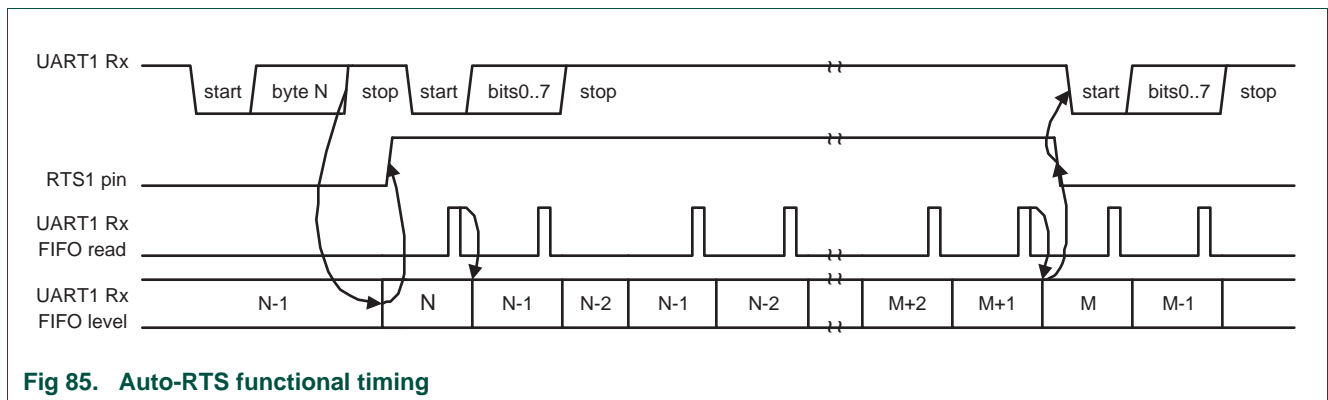 UART1 Rx
start byte N stop start bits0..7 stop start bits0..7 stop
RTS1 pin
UART1 Rx
FIFO read
UART1 Rx
FIFO level
N-1 N N-1 N-2 N-1 N-2 M+2 M+1 M M-1
Fig 85. Auto-RTS functional timing